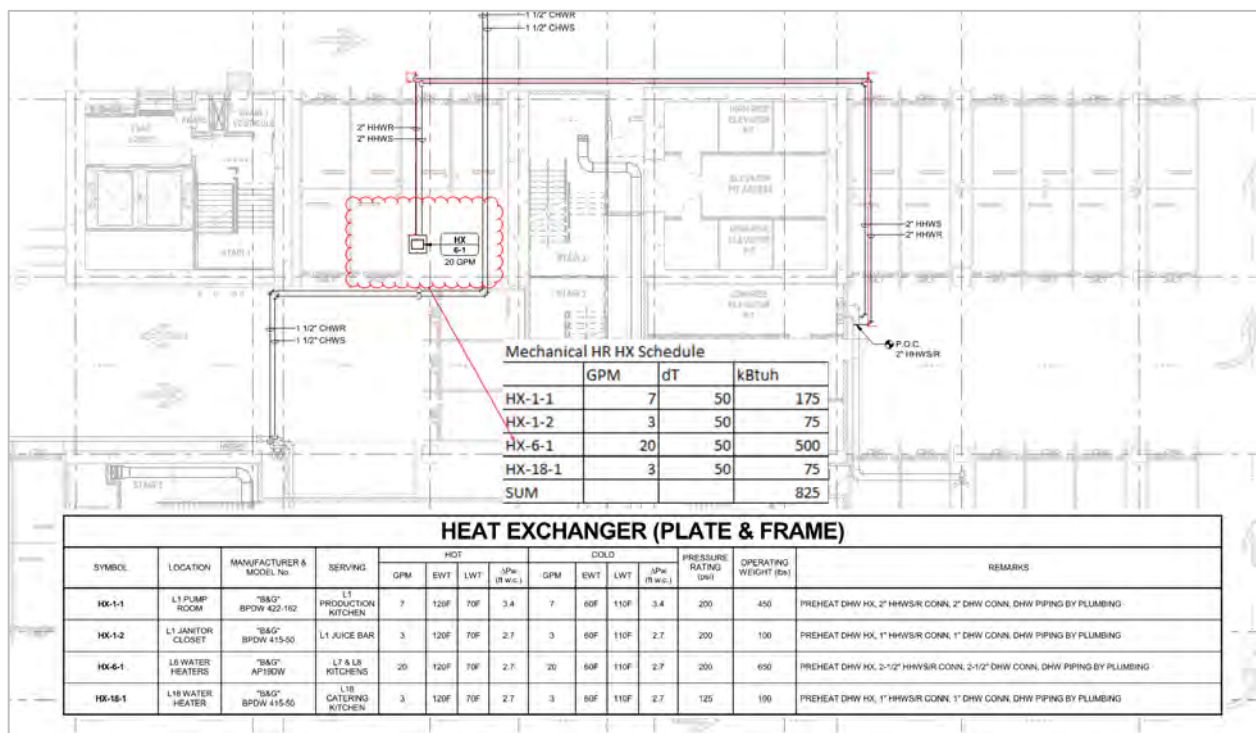 1 1/2" CHWR
1 1/2" CHWS
2" HHWR
2" HHWS
HX
6-1
20 GPM
HIGH-RISE
ELEVATOR
PIT
ELEVATOR
PIT ACCESS
2" HHWS
2" HHWR
1 1/2" CHWR
1 1/2" CHWS
P.O.C.
2" HHWS/R
Mechanical HR HX Schedule
GPM dT kBtuh
HX-1-1 7 50 175
HX-1-2 3 50 75
HX-6-1 20 50 500
HX-18-1 3 50 75
SUM 825
HEAT EXCHANGER (PLATE & FRAME)
SYMBOL LOCATION MANUFACTURER & MODEL No. SERVING HOT COLD PRESSURE RATING (psi) OPERATING WEIGHT (lbs) REMARKS
GPM EWT LWT ΔPw (ft w.c.) GPM EWT LWT ΔPw (ft w.c.)
HX-1-1 L1 PUMP ROOM "B&G" BPDW 422-162 L1 PRODUCTION KITCHEN 7 120F 70F 3.4 7 60F 110F 3.4 200 450 PREHEAT DHW HX, 2" HHWS/R CONN, 2" DHW CONN, DHW PIPING BY PLUMBING
HX-1-2 L1 JANITOR CLOSET "B&G" BPDW 415-50 L1 JUICE BAR 3 120F 70F 2.7 3 60F 110F 2.7 200 100 PREHEAT DHW HX, 1" HHWS/R CONN, 1" DHW CONN, DHW PIPING BY PLUMBING
HX-6-1 L6 WATER HEATERS "B&G" AP19DW L7 & L8 KITCHENS 20 120F 70F 2.7 20 60F 110F 2.7 200 650 PREHEAT DHW HX, 2-1/2" HHWS/R CONN, 2-1/2" DHW CONN, DHW PIPING BY PLUMBING
HX-18-1 L18 WATER HEATER "B&G" BPDW 415-50 L18 CATERING KITCHEN 3 120F 70F 2.7 3 60F 110F 2.7 125 100 PREHEAT DHW HX, 1" HHWS/R CONN, 1" DHW CONN, DHW PIPING BY PLUMBING